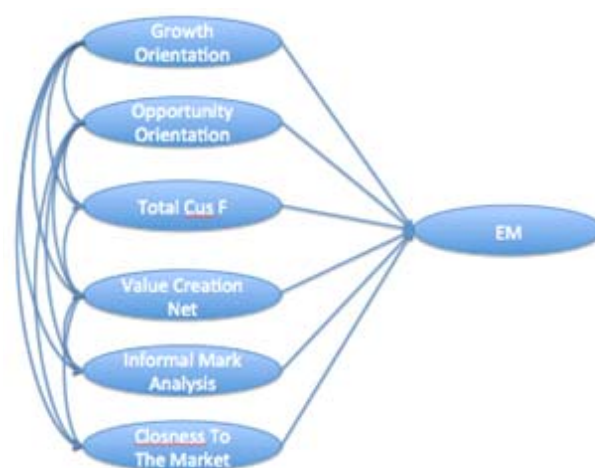 Growth
Orientation
Opportunity
Orientation
Total Cus F
EM
Value Creation
Net
Informal Mark
Analysis
Closness To
The Market